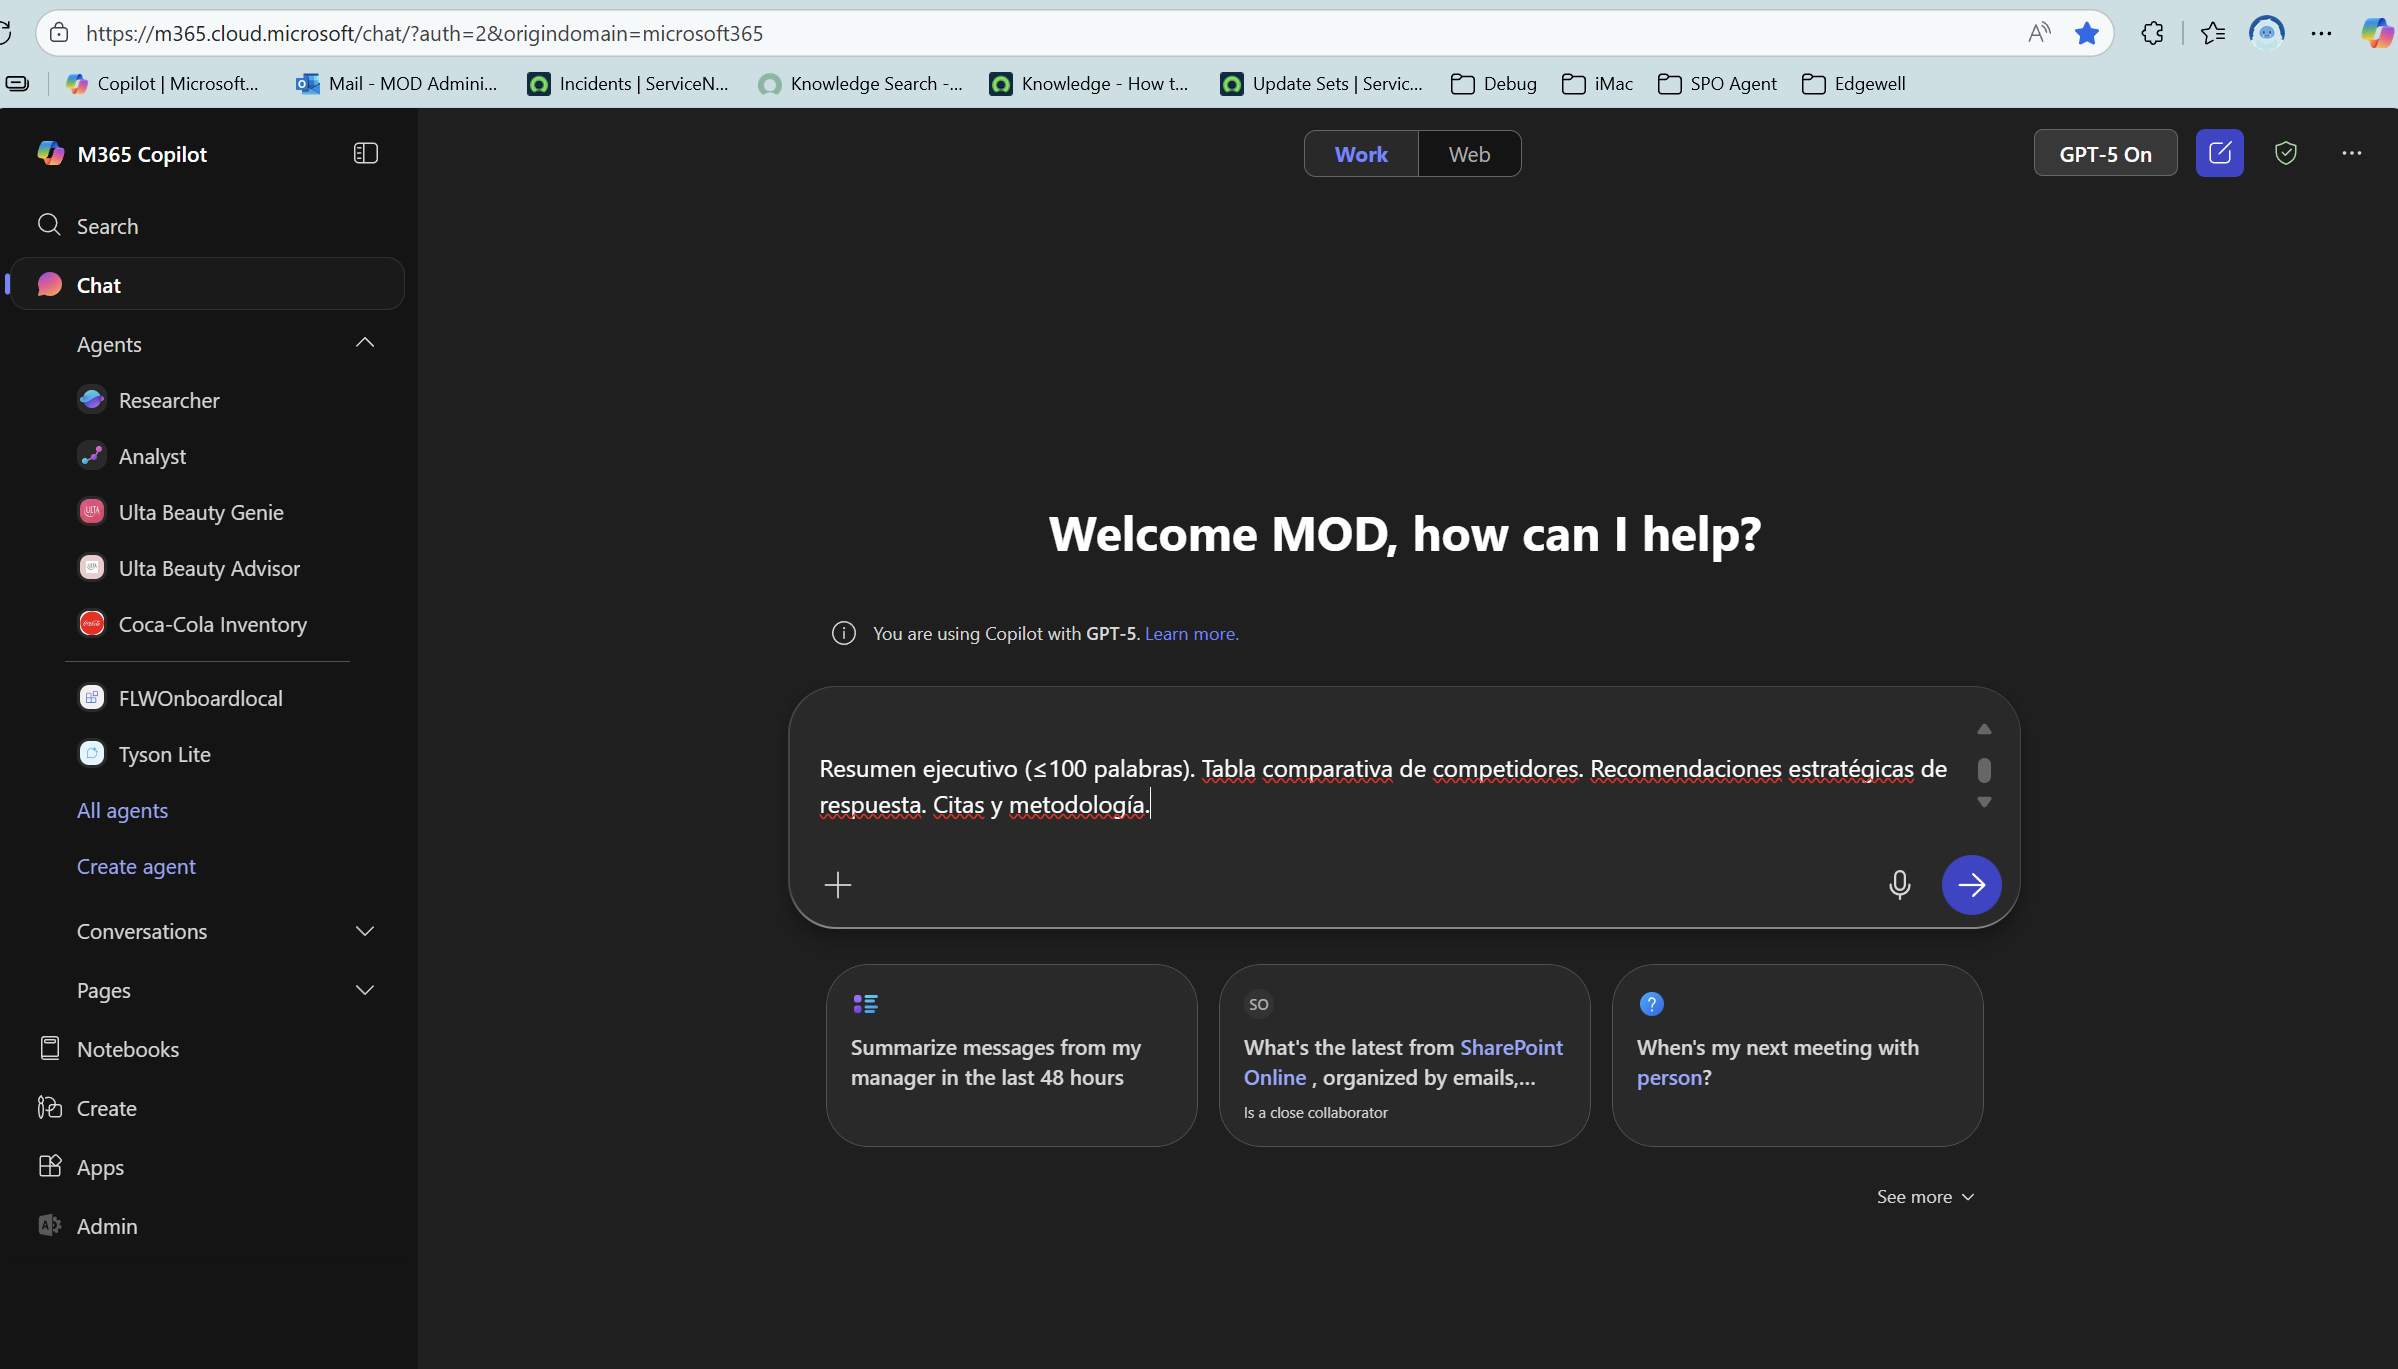 https://m365.cloud.microsoft/chat/?auth=2&origindomain=microsoft365
Copilot | Microsoft...
Mail - MOD Admini...
Incidents | ServiceN...
Knowledge Search -...
Knowledge - How t...
Update Sets | Servic...
Debug
iMac
SPO Agent
Edgewell
M365 Copilot
Work
Web
GPT-5 On
Search
Chat
Agents
Researcher
Analyst
Ulta Beauty Genie
Ulta Beauty Advisor
Coca-Cola Inventory
FLWOnboardlocal
Tyson Lite
All agents
Create agent
Conversations
Pages
Notebooks
Create
Apps
Admin
Welcome MOD, how can I help?
You are using Copilot with GPT-5. Learn more.
Resumen ejecutivo (≤100 palabras). Tabla comparativa de competidores. Recomendaciones estratégicas de
respuesta. Citas y metodología.
Summarize messages from my
manager in the last 48 hours
SO
What's the latest from SharePoint
Online , organized by emails,...
Is a close collaborator
When's my next meeting with
person?
See more